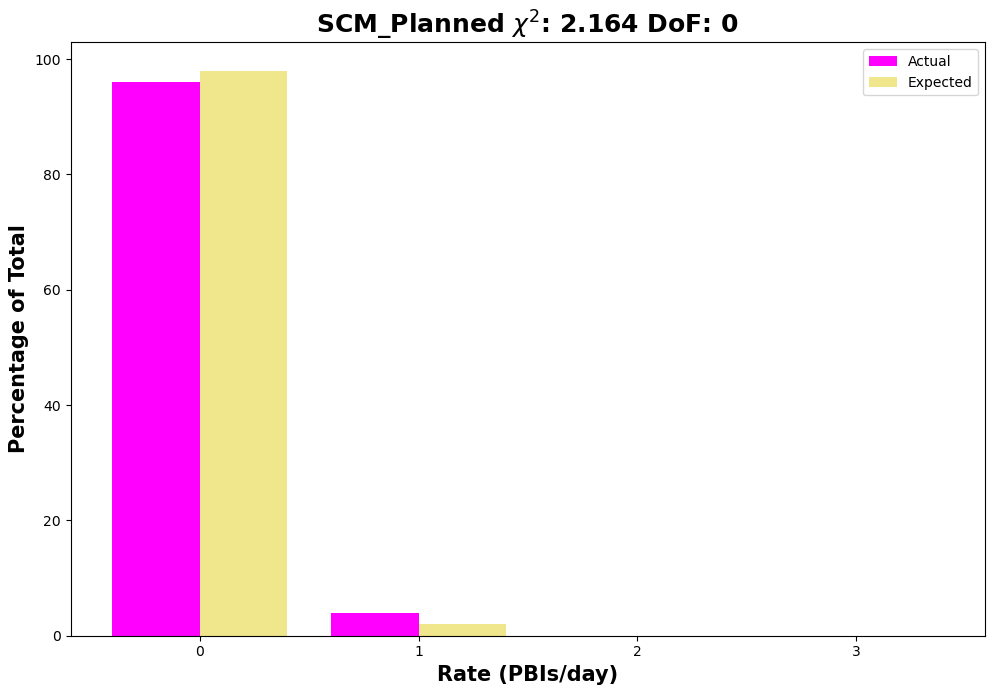 SCM_Planned χ²: 2.164 DoF: 0
Actual
Expected
Percentage of Total
100
80
60
40
20
0
0 1 2 3
Rate (PBIs/day)